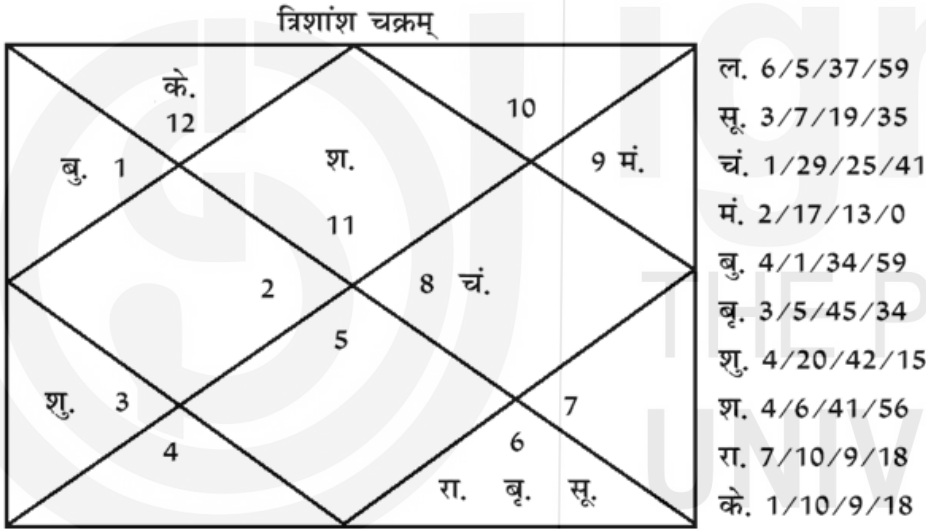 त्रिशांश चक्रम्
के.
12
10
बु. 1
श.
9 मं.
11
2
8 चं.
5
शु. 3
7
4
6
रा. बृ. सू.
ल. 6/5/37/59
सू. 3/7/19/35
चं. 1/29/25/41
मं. 2/17/13/0
बु. 4/1/34/59
बृ. 3/5/45/34
शु. 4/20/42/15
श. 4/6/41/56
रा. 7/10/9/18
के. 1/10/9/18
THE P
UNIV